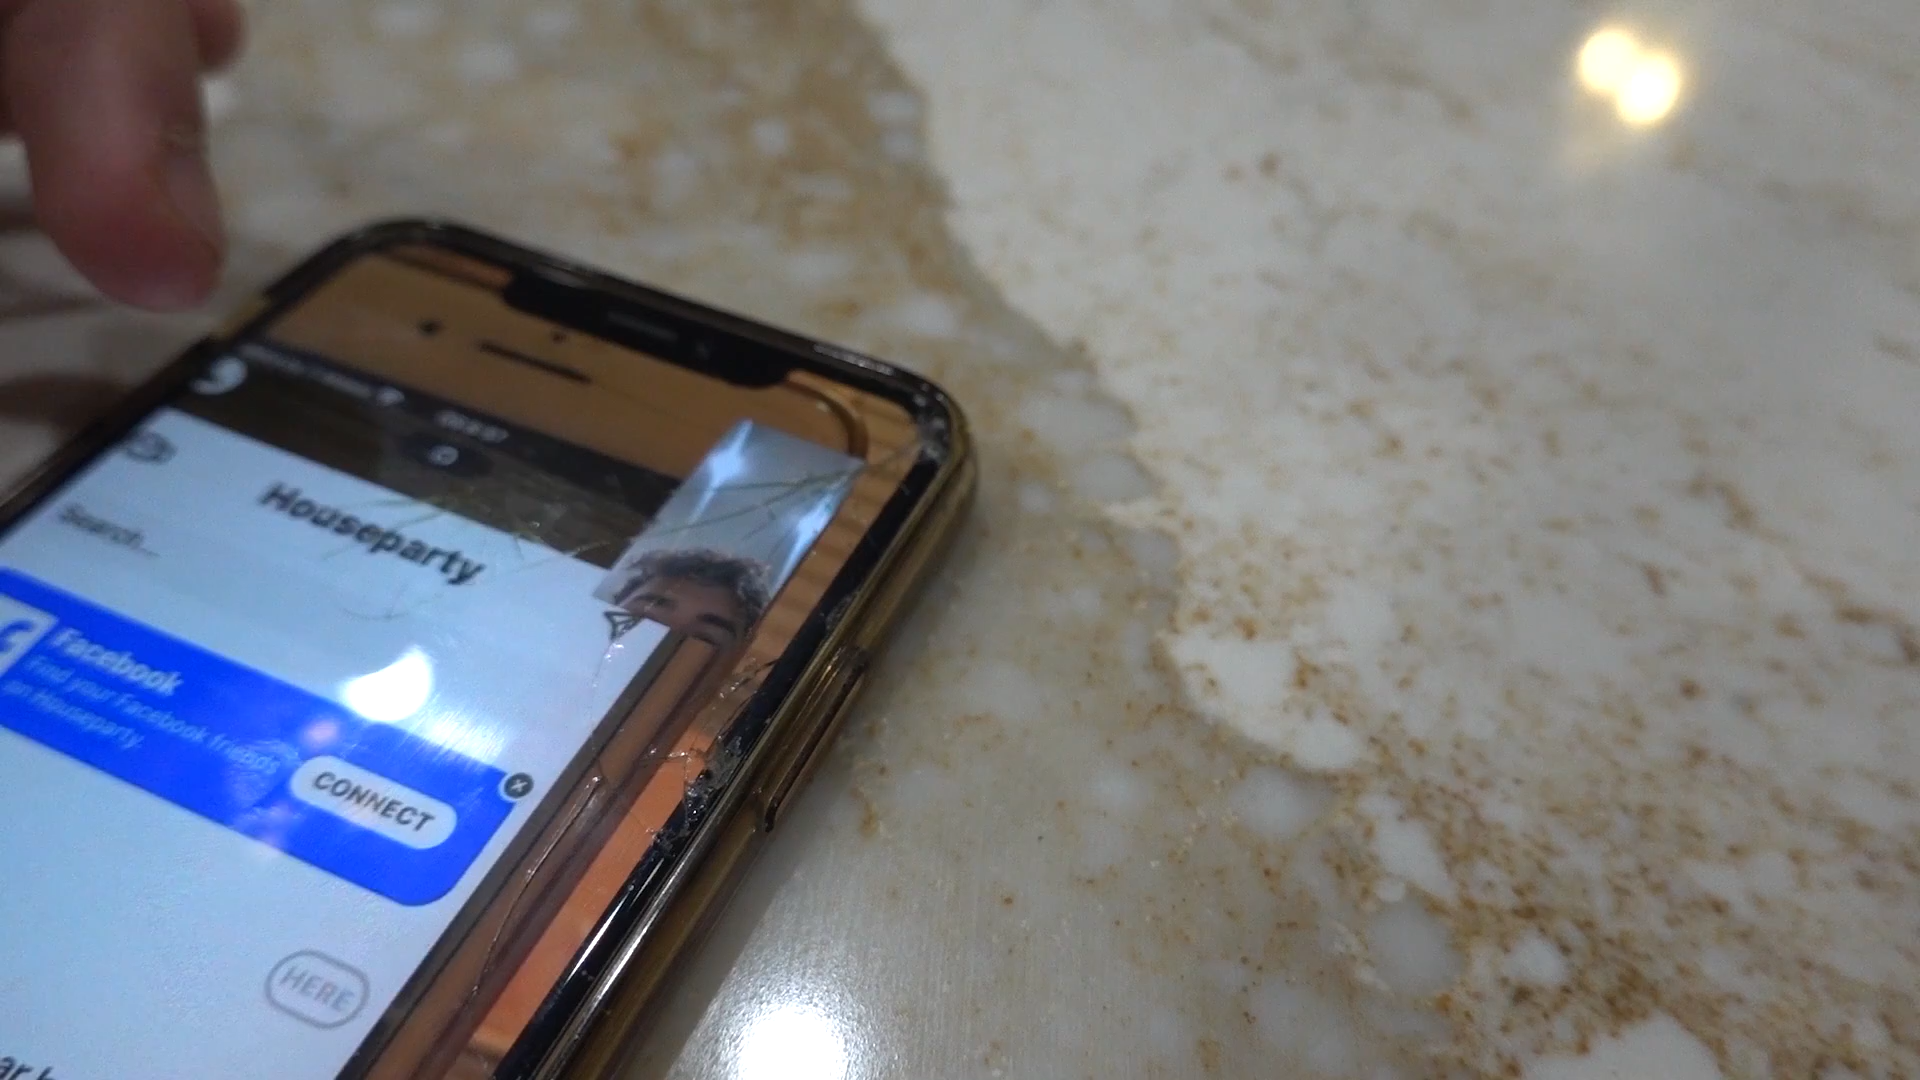 Houseparty
Search...
Facebook
Find your Facebook friends
on Houseparty.
CONNECT
HERE